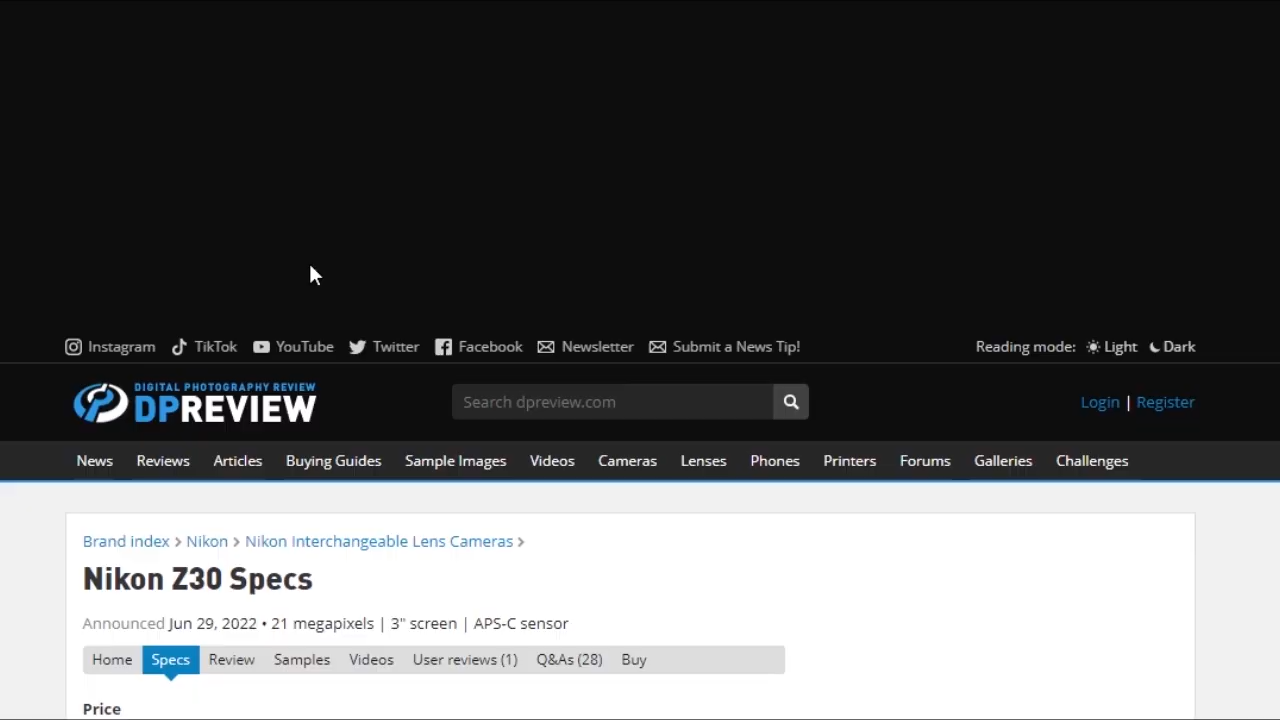 Instagram TikTok YouTube Twitter Facebook Newsletter Submit a News Tip! Reading mode: Light Dark
DIGITAL PHOTOGRAPHY REVIEW
DPREVIEW
Search dpreview.com
Login | Register
News Reviews Articles Buying Guides Sample Images Videos Cameras Lenses Phones Printers Forums Galleries Challenges
Brand index > Nikon > Nikon Interchangeable Lens Cameras >
Nikon Z30 Specs
Announced Jun 29, 2022 • 21 megapixels | 3" screen | APS-C sensor
Home Specs Review Samples Videos User reviews (1) Q&As (28) Buy
Price